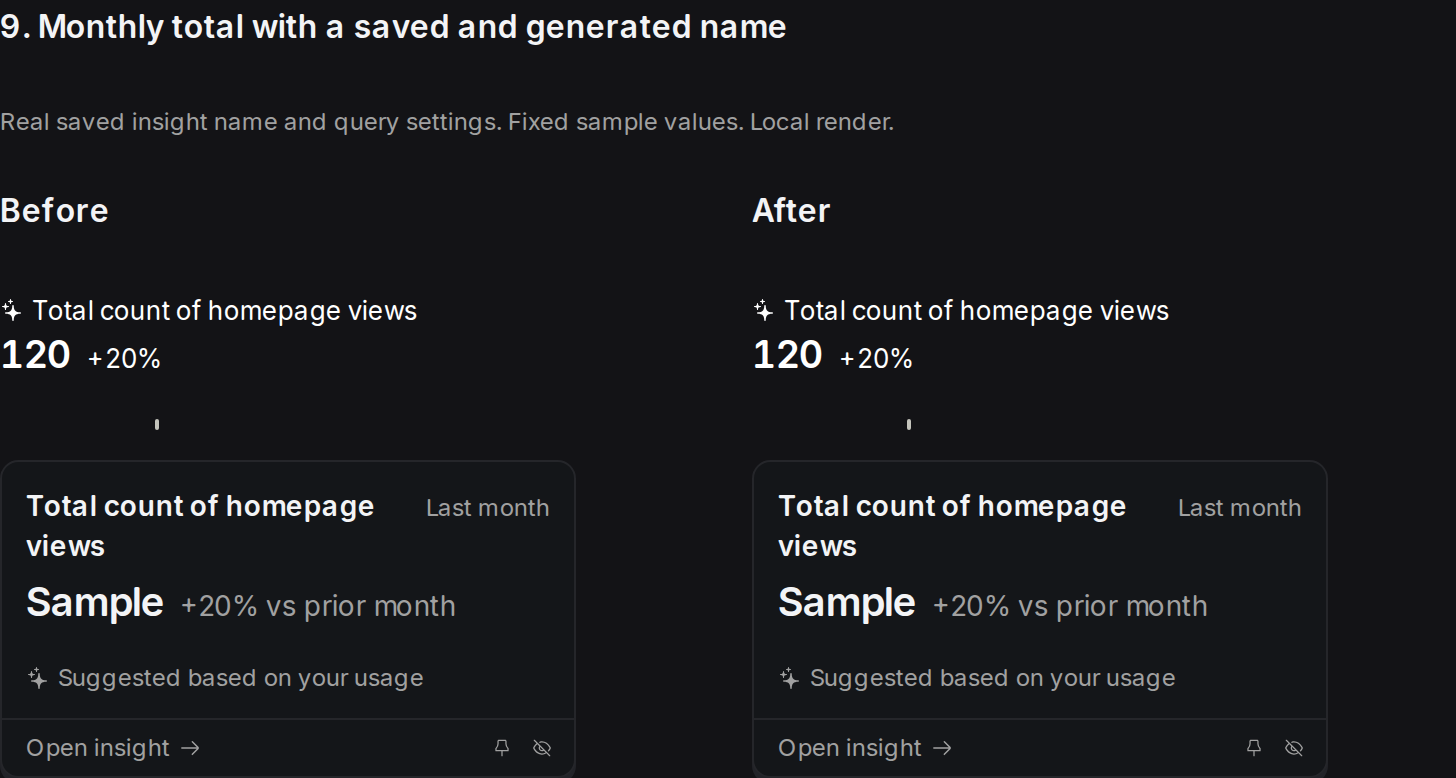 9. Monthly total with a saved and generated name
Real saved insight name and query settings. Fixed sample values. Local render.
Before
Total count of homepage views
120 +20%
Total count of homepage views
Last month
Sample +20% vs prior month
Suggested based on your usage
Open insight →
After
Total count of homepage views
120 +20%
Total count of homepage views
Last month
Sample +20% vs prior month
Suggested based on your usage
Open insight →